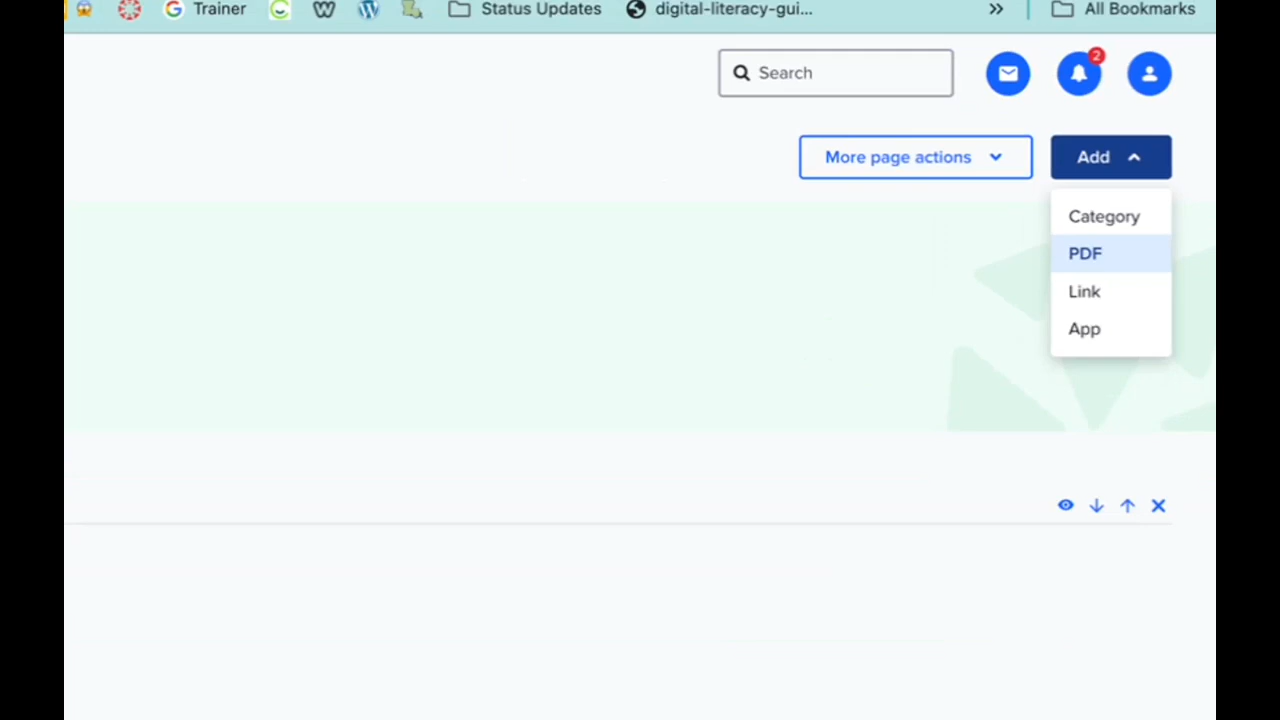 Trainer
Status Updates
digital-literacy-gui...
All Bookmarks
Search
2
More page actions
Add
Category
PDF
Link
App